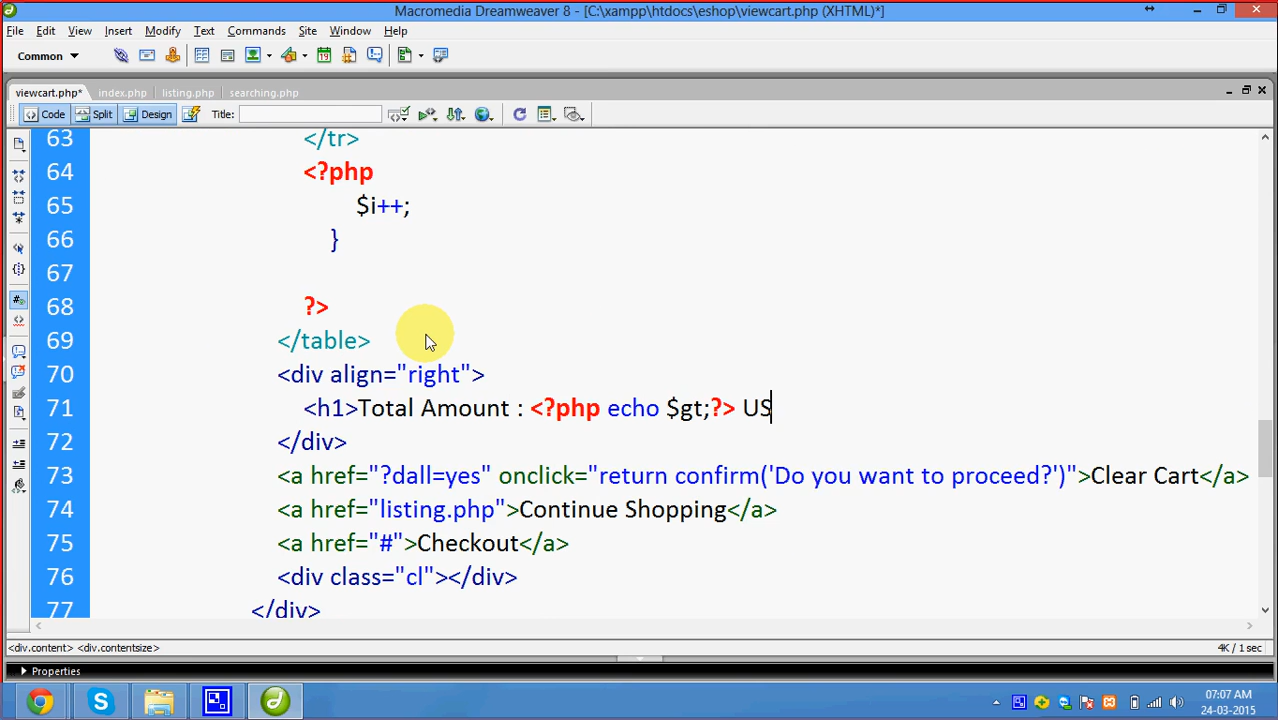 Macromedia Dreamweaver 8 - [C:\xampp\htdocs\eshop\viewcart.php (XHTML)*]
File Edit View Insert Modify Text Commands Site Window Help
Common
viewcart.php* index.php listing.php searching.php
Code Split Design Title:
63 </tr>
64 <?php
65 $i++;
66 }
67
68 ?>
69 </table>
70 <div align="right">
71 <h1>Total Amount : <?php echo $gt;?> US
72 </div>
73 <a href="?dall=yes" onclick="return confirm('Do you want to proceed?')">Clear Cart</a>
74 <a href="listing.php">Continue Shopping</a>
75 <a href="#">Checkout</a>
76 <div class="cl"></div>
77 </div>
<div.content> <div.contentsize> 4K / 1 sec
Properties
07:07 AM
24-03-2015